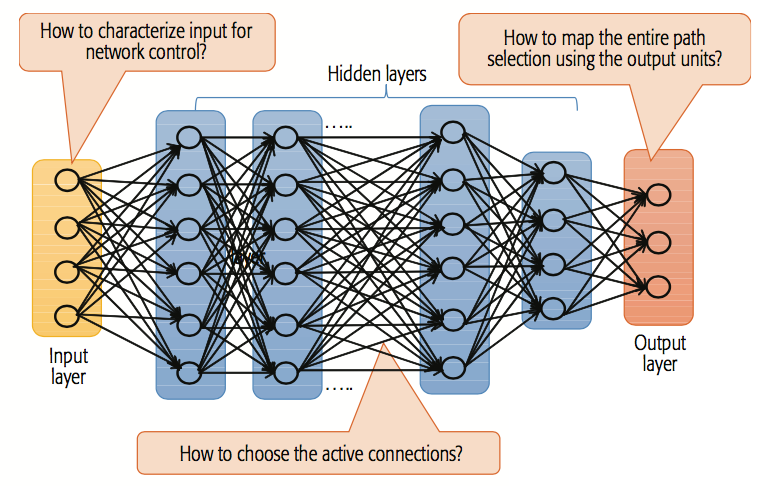 How to characterize input for
network control?
How to map the entire path
selection using the output units?
Hidden layers
.....
Input
layer
Output
layer
.....
How to choose the active connections?